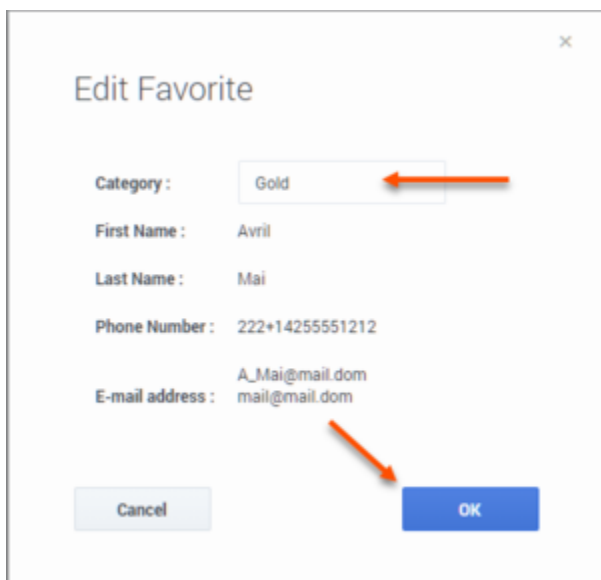 ×
Edit Favorite
Category : Gold
First Name : Avril
Last Name : Mai
Phone Number : 222+14255551212
A_Mai@mail.dom
E-mail address : mail@mail.dom
Cancel OK